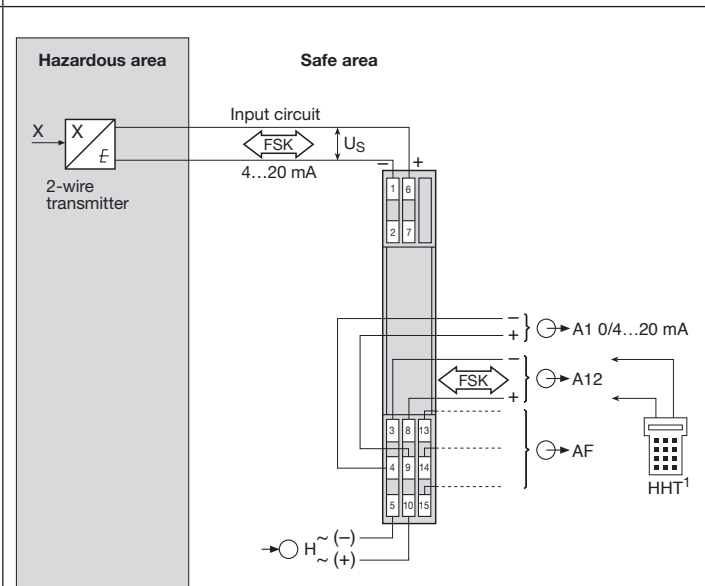 Hazardous area
Safe area
Input circuit
X
X
E
FSK
U_S
2-wire
transmitter
4...20 mA
– +
1 6
2 7
–
+
A1 0/4...20 mA
–
FSK
A12
+
3 8 13
AF
4 9 14
HHT¹
5 10 15
H ~ (–)
~ (+)